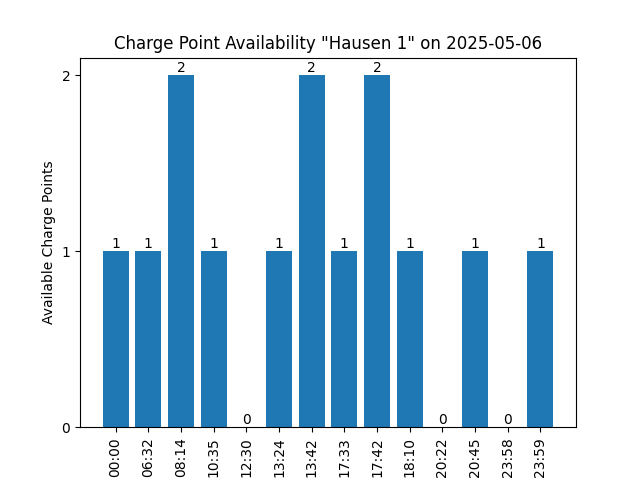 Charge Point Availability "Hausen 1" on 2025-05-06
Available Charge Points
2
1
0
1 1 2 1 0 1 2 1 2 1 0 1 0 1
00:00 06:32 08:14 10:35 12:30 13:24 13:42 17:33 17:42 18:10 20:22 20:45 23:58 23:59